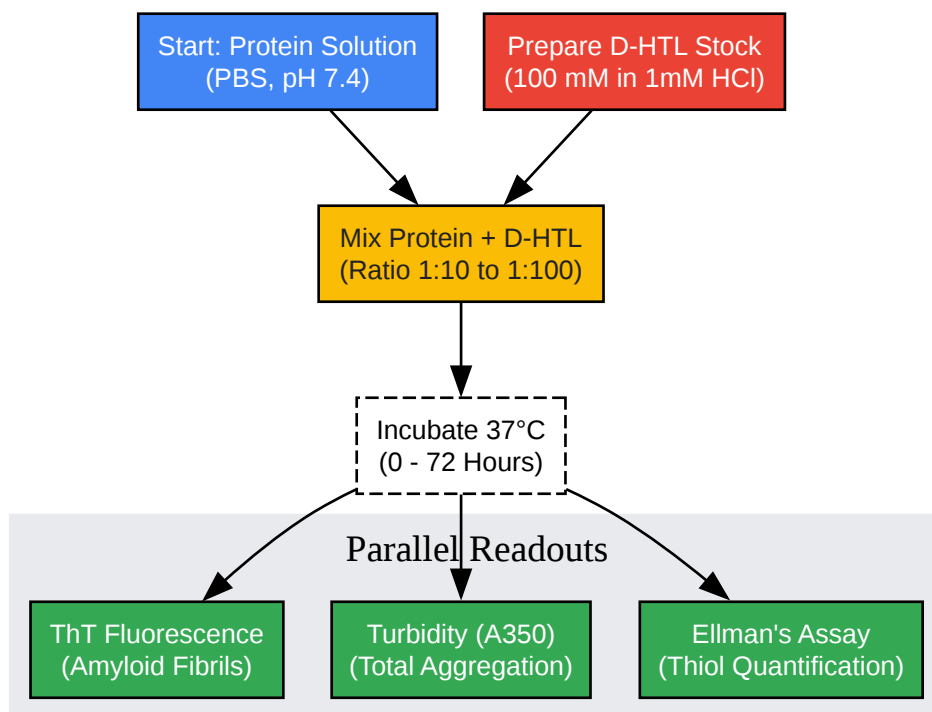 Start: Protein Solution
(PBS, pH 7.4)
Prepare D-HTL Stock
(100 mM in 1mM HCl)
Mix Protein + D-HTL
(Ratio 1:10 to 1:100)
Incubate 37°C
(0 - 72 Hours)
Parallel Readouts
ThT Fluorescence
(Amyloid Fibrils)
Turbidity (A350)
(Total Aggregation)
Ellman's Assay
(Thiol Quantification)